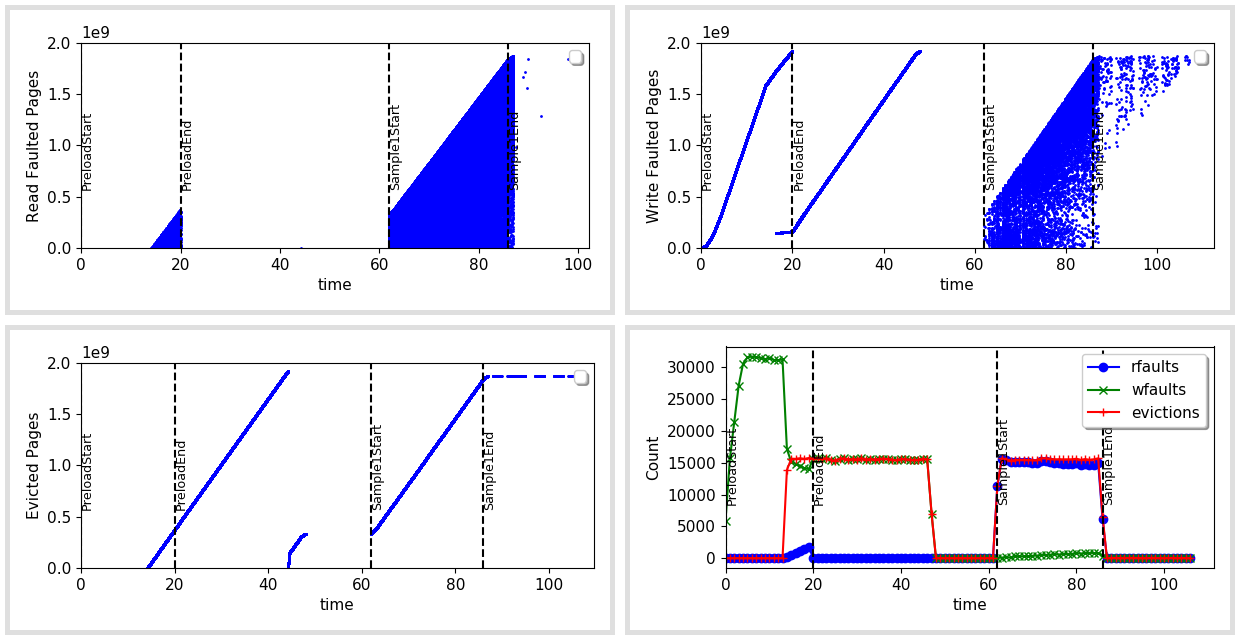 1e9
2.0
1.5
1.0
0.5
0.0
Read Faulted Pages
PreloadStart
PreloadEnd
Sample1Start
Sample1End
0 20 40 60 80 100
time
1e9
2.0
1.5
1.0
0.5
0.0
Write Faulted Pages
PreloadStart
PreloadEnd
Sample1Start
Sample1End
0 20 40 60 80 100
time
1e9
2.0
1.5
1.0
0.5
0.0
Evicted Pages
PreloadStart
PreloadEnd
Sample1Start
Sample1End
0 20 40 60 80 100
time
30000
25000
20000
15000
10000
5000
0
Count
PreloadStart
PreloadEnd
Sample1Start
Sample1End
rfaults
wfaults
evictions
0 20 40 60 80 100
time